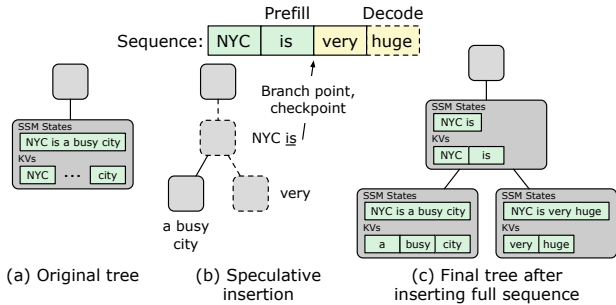 Prefill
Decode
Sequence:
NYC
is
very
huge
Branch point,
checkpoint
NYC is
very
a busy
city
SSM States
NYC is a busy city
KVs
NYC
...
city
SSM States
NYC is
KVs
NYC
is
SSM States
NYC is a busy city
KVs
a
busy
city
SSM States
NYC is very huge
KVs
very
huge
(a) Original tree
(b) Speculative
insertion
(c) Final tree after
inserting full sequence